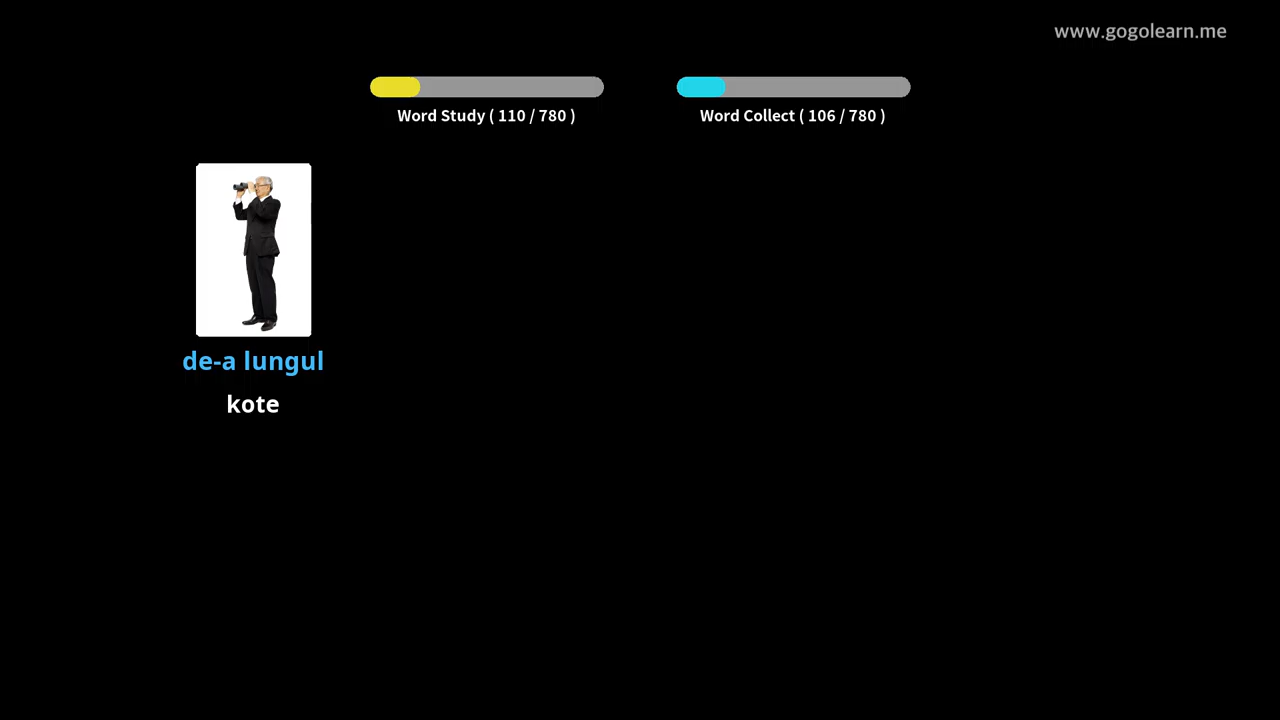 www.gogolearn.me
Word Study ( 110 / 780 )
Word Collect ( 106 / 780 )
de-a lungul
kote